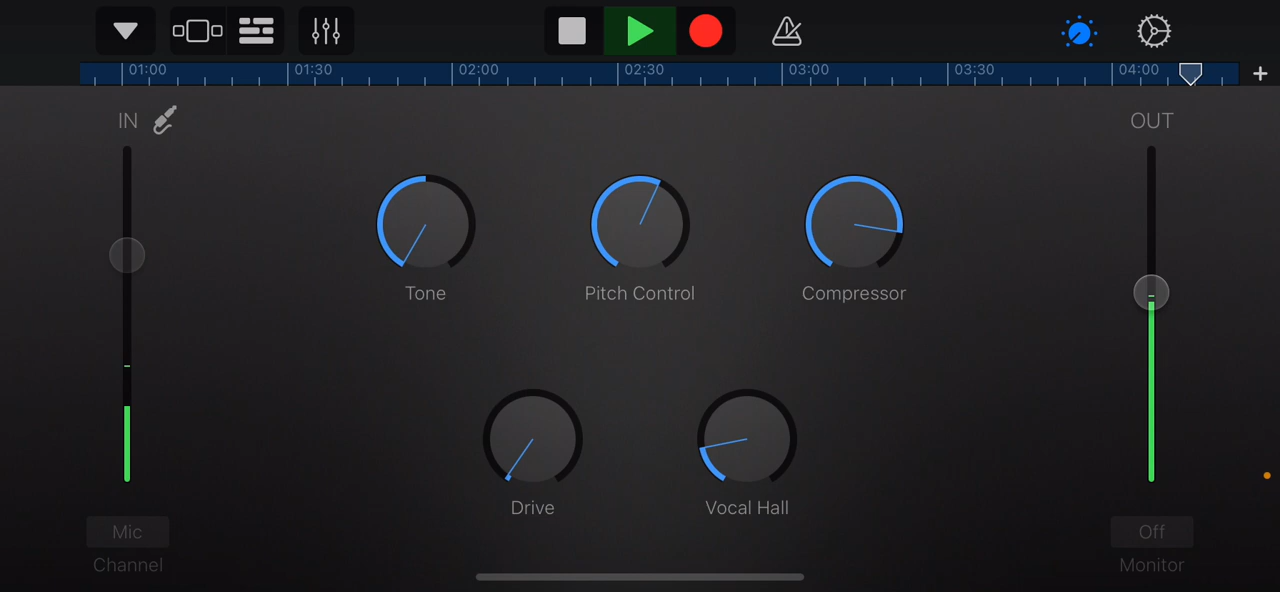 01:00 01:30 02:00 02:30 03:00 03:30 04:00
IN
OUT
Tone
Pitch Control
Compressor
Drive
Vocal Hall
Mic
Channel
Off
Monitor